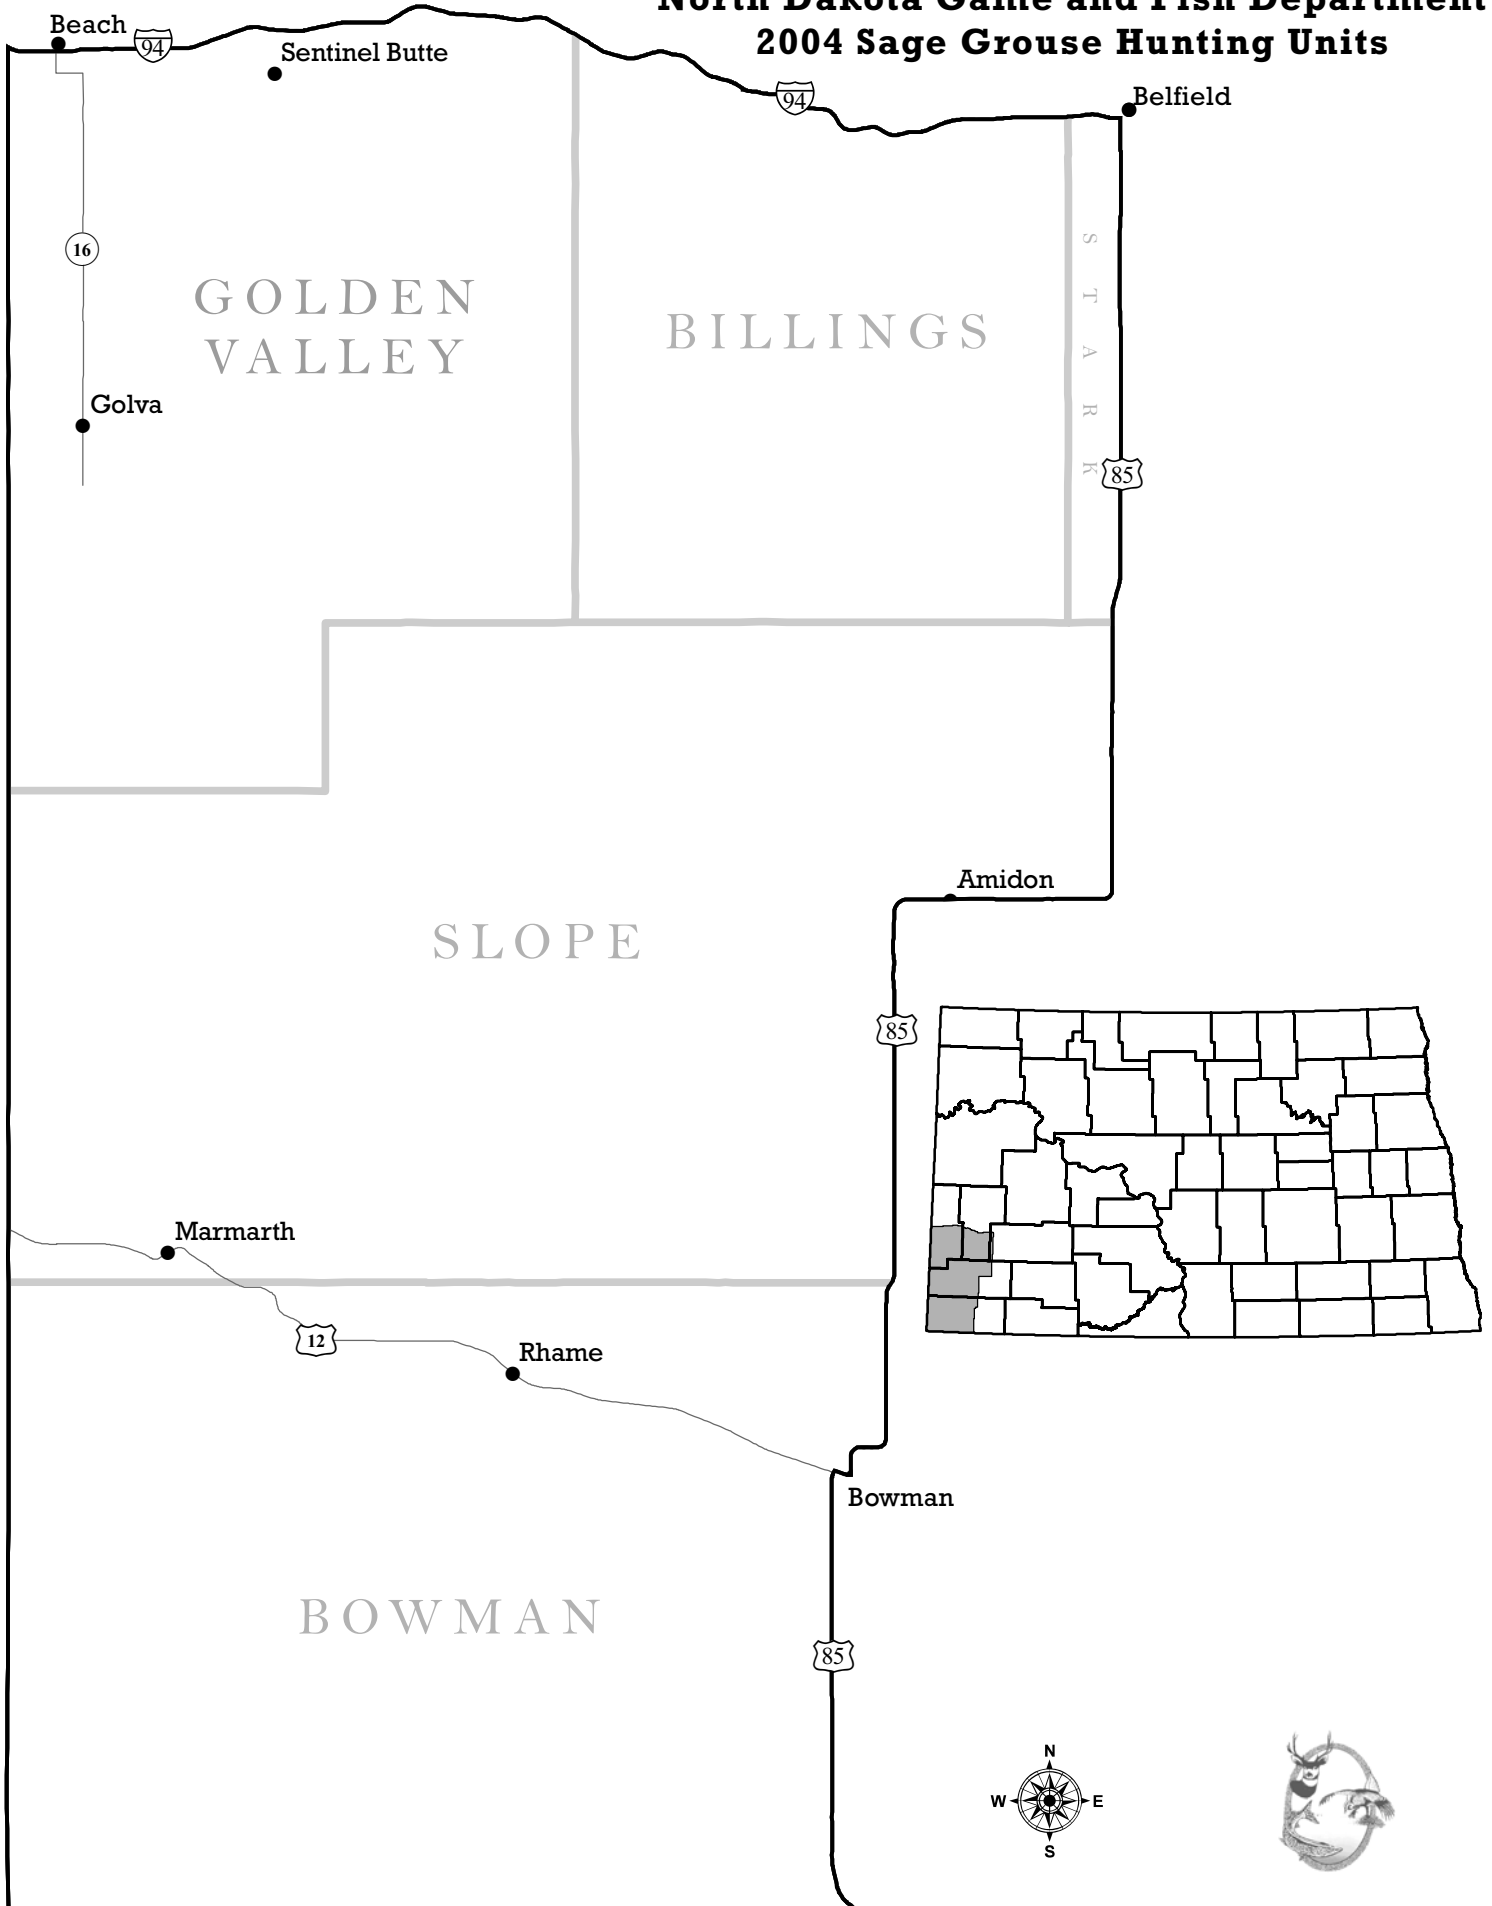 North Dakota Game and Fish Department
2004 Sage Grouse Hunting Units
Beach
94
Sentinel Butte
94
Belfield
16
GOLDEN
VALLEY
BILLINGS
STARK
Golva
85
Amidon
SLOPE
85
Marmarth
12
Rhame
Bowman
BOWMAN
85
N
W E
S